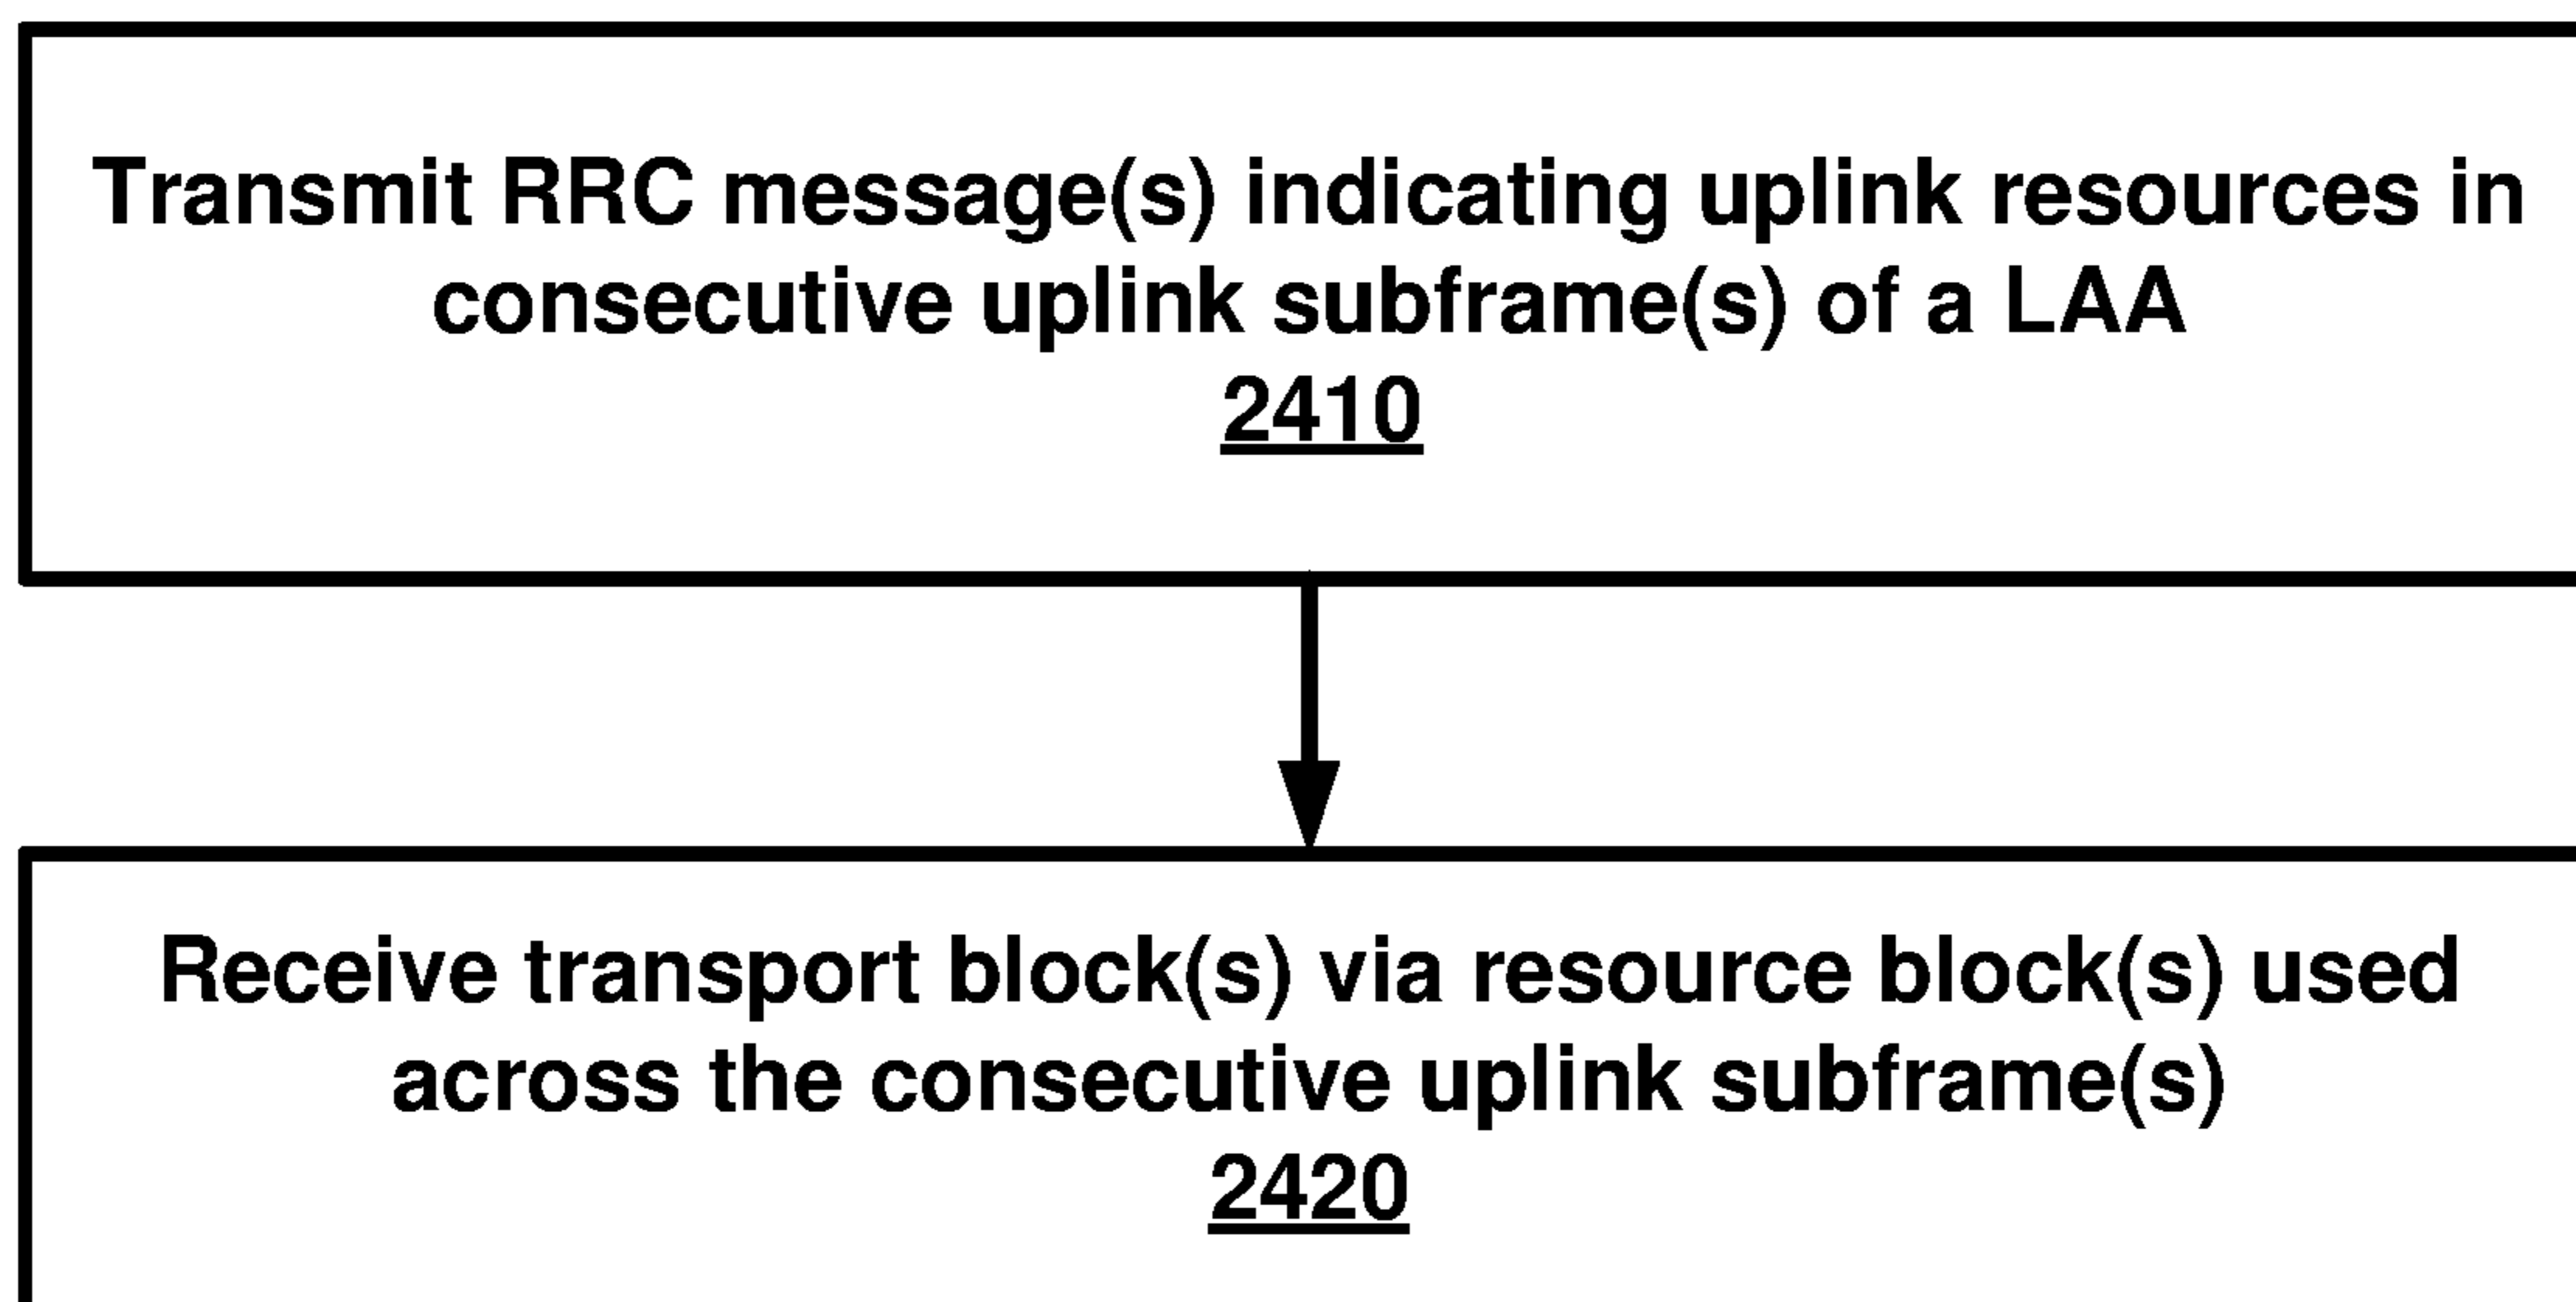 Transmit RRC message(s) indicating uplink resources in
consecutive uplink subframe(s) of a LAA
2410
Receive transport block(s) via resource block(s) used
across the consecutive uplink subframe(s)
2420